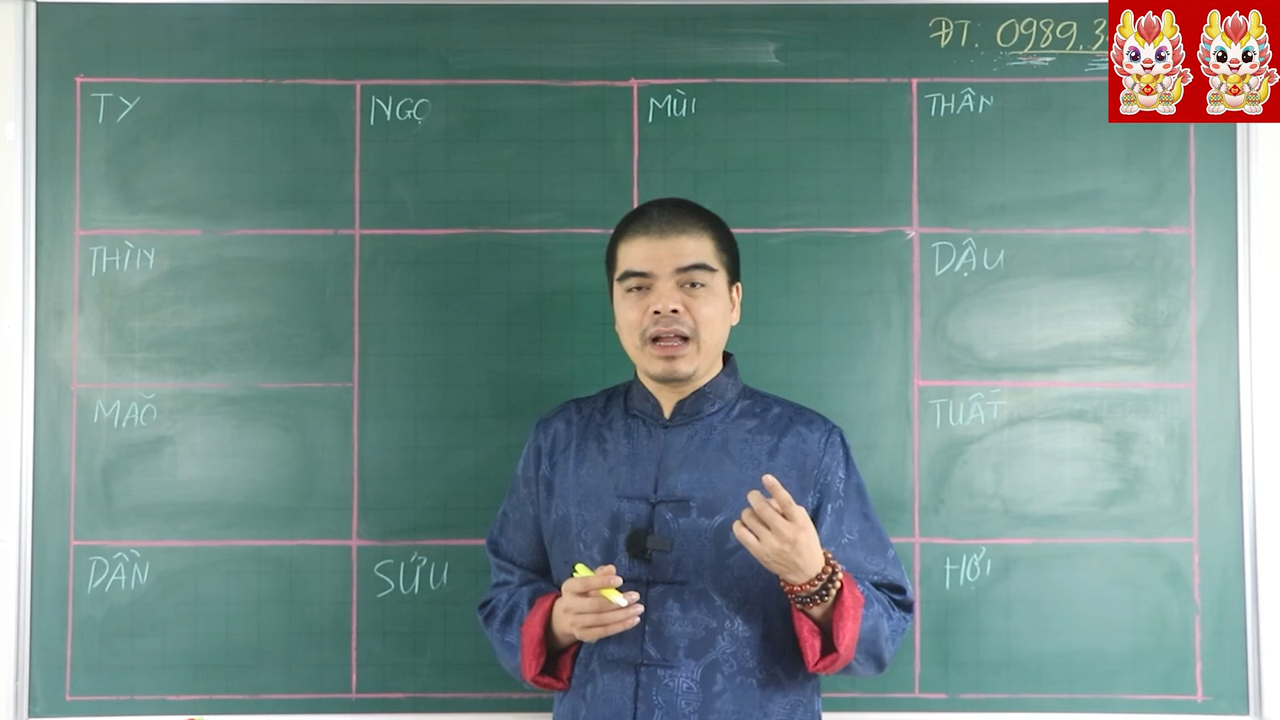 ĐT: 0989.3
TY
NGỌ
MÙI
THÂN
THÌN
DẬU
MÃO
TUẤT
DẦN
SỬU
HỢI